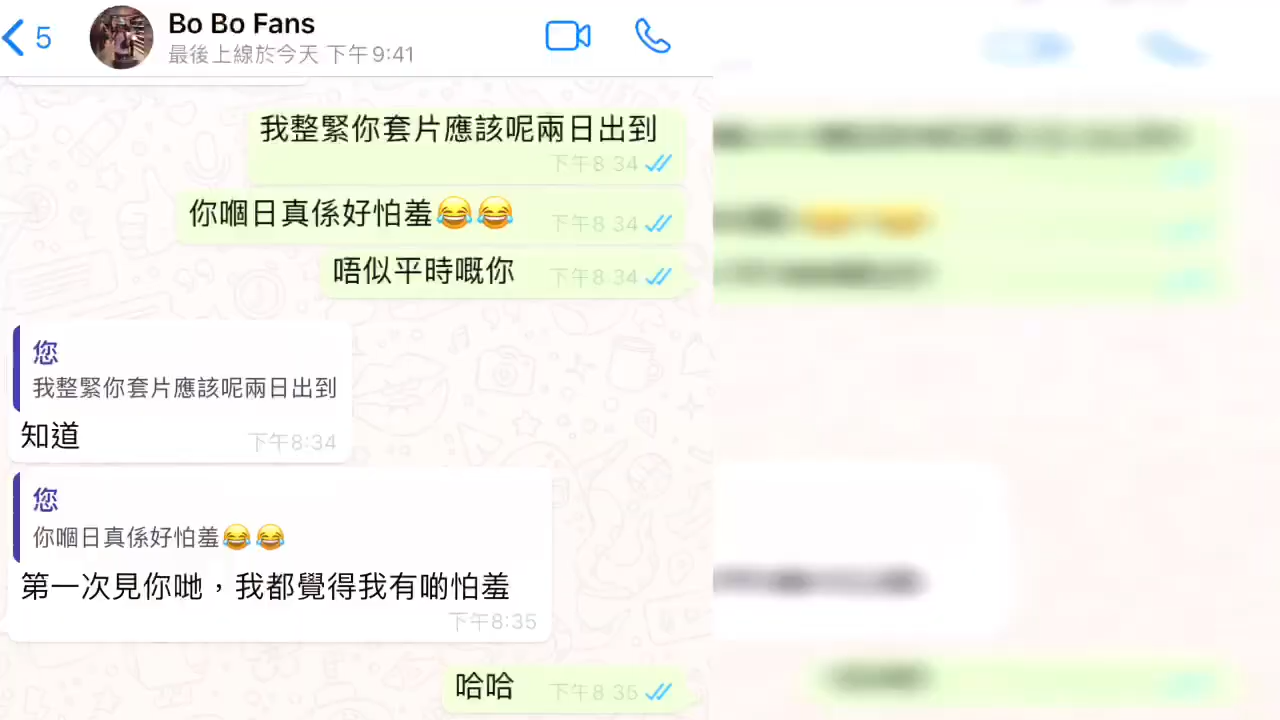 5
Bo Bo Fans
最後上線於今天 下午9:41
我整緊你套片應該呢兩日出到
下午8:34
你嗰日真係好怕羞😂😂
下午8:34
唔似平時嘅你
下午8:34
您
我整緊你套片應該呢兩日出到
知道
下午8:34
您
你嗰日真係好怕羞😂😂
第一次見你哋，我都覺得我有啲怕羞
下午8:35
哈哈
下午8:35